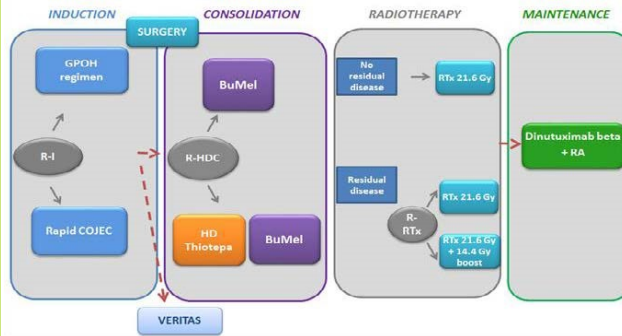 INDUCTION
SURGERY
CONSOLIDATION
RADIOTHERAPY
MAINTENANCE
GPOH
regimen
R-I
Rapid COJEC
BuMel
R-HDC
HD
Thiotepa
BuMel
VERITAS
No
residual
disease
RTx 21.6 Gy
Residual
disease
R-
RTx
RTx 21.6 Gy
RTx 21.6 Gy
+ 14.4 Gy
boost
Dinutuximab beta
+ RA